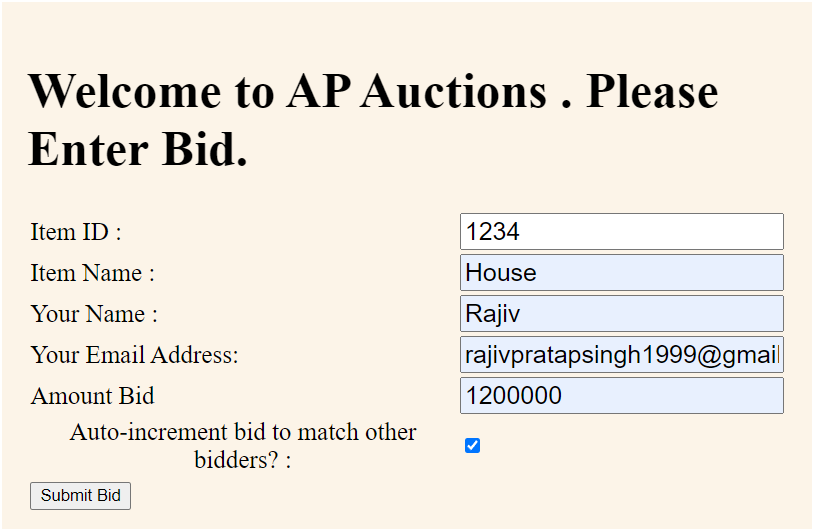 Welcome to AP Auctions . Please
Enter Bid.
Item ID : 1234
Item Name : House
Your Name : Rajiv
Your Email Address: rajivpratapsingh1999@gmail
Amount Bid 1200000
Auto-increment bid to match other
bidders? :
Submit Bid